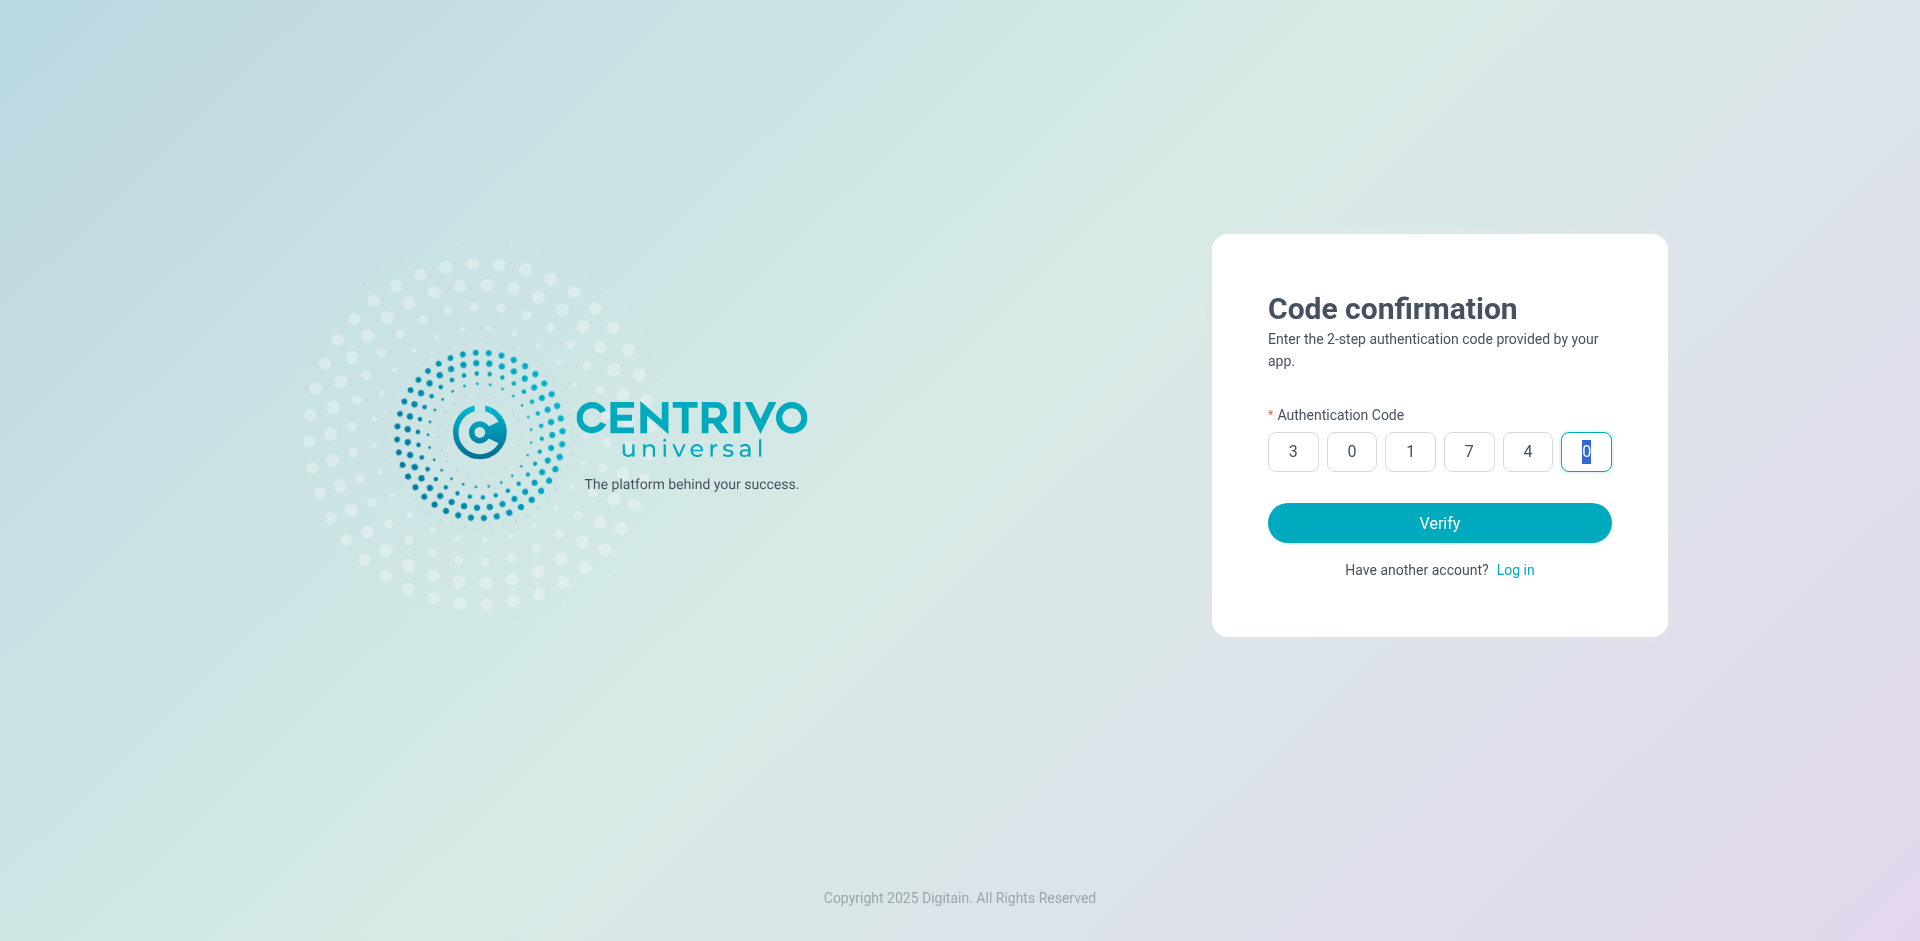 CENTRIVO
universal
The platform behind your success.
Code confirmation
Enter the 2-step authentication code provided by your
app.
* Authentication Code
3 0 1 7 4 0
Verify
Have another account? Log in
Copyright 2025 Digitain. All Rights Reserved